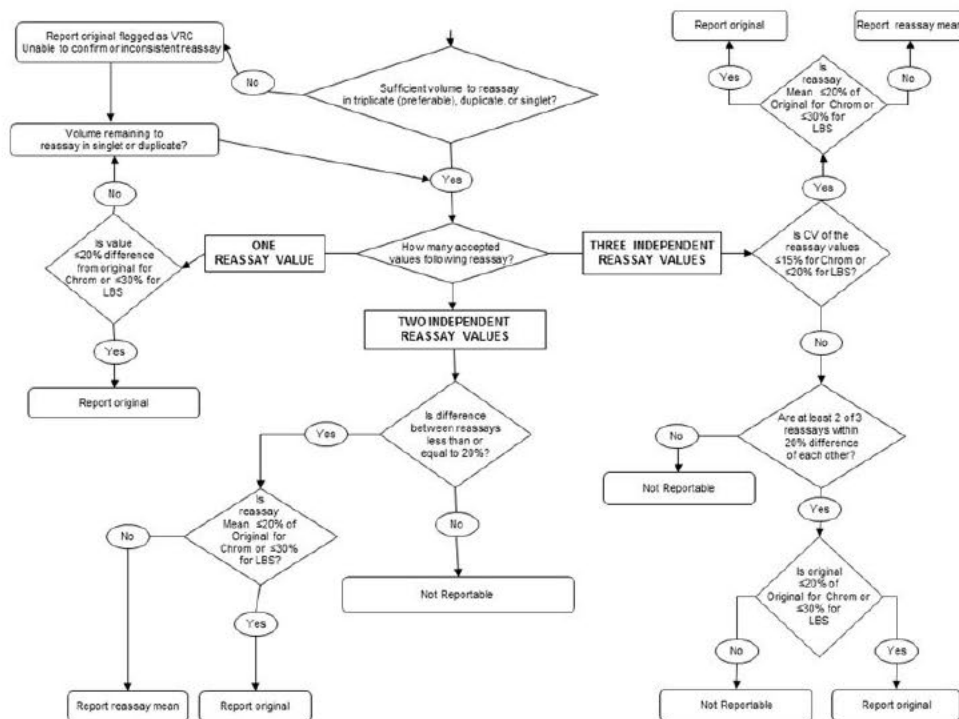 Report original flagged as VRC
Unable to confirm or inconsistent reassay
No
Sufficient volume to reassay
in triplicate (preferable), duplicate, or singlet?
Report original
Report reassay mean
Yes
Is
reassay
Mean ≤20% of
Original for Chrom or
≤30% for
LBS
No
Volume remaining to
reassay in singlet or duplicate?
Yes
Yes
No
Is value
≤20% difference
from original for
Chrom or ≤30% for
LBS
ONE
REASSAY VALUE
How many accepted
values following reassay?
THREE INDEPENDENT
REASSAY VALUES
Is CV of the
reassay values
≤15% for Chrom or
≤20% for LBS?
TWO INDEPENDENT
REASSAY VALUES
Yes
No
Report original
Yes
Is difference
between reassays
less than or
equal to 20%?
No
Are at least 2 of 3
reassays within
20% difference
of each other?
Not Reportable
Yes
No
Is
reassay
Mean ≤20% of
Original for
Chrom or ≤30%
for LBS?
No
Not Reportable
Is original
≤20% of
Original for Chrom or
≤30% for
LBS
Yes
No
Yes
Report reassay mean
Report original
Not Reportable
Report original